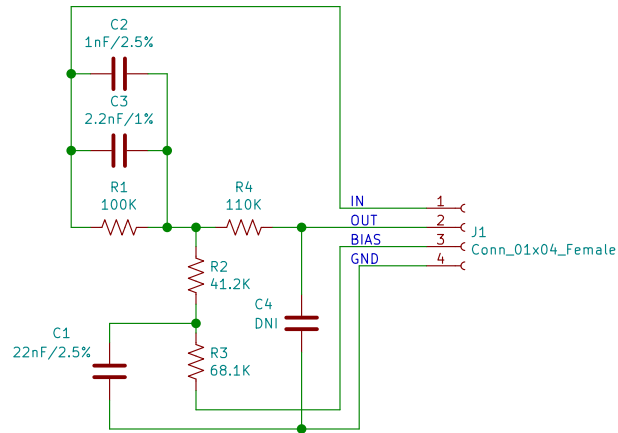 C2
1nF/2.5%
C3
2.2nF/1%
R1
100K
R4
110K
IN
1
OUT
2
BIAS
3
GND
4
J1
Conn_01x04_Female
R2
41.2K
C4
DNI
C1
22nF/2.5%
R3
68.1K